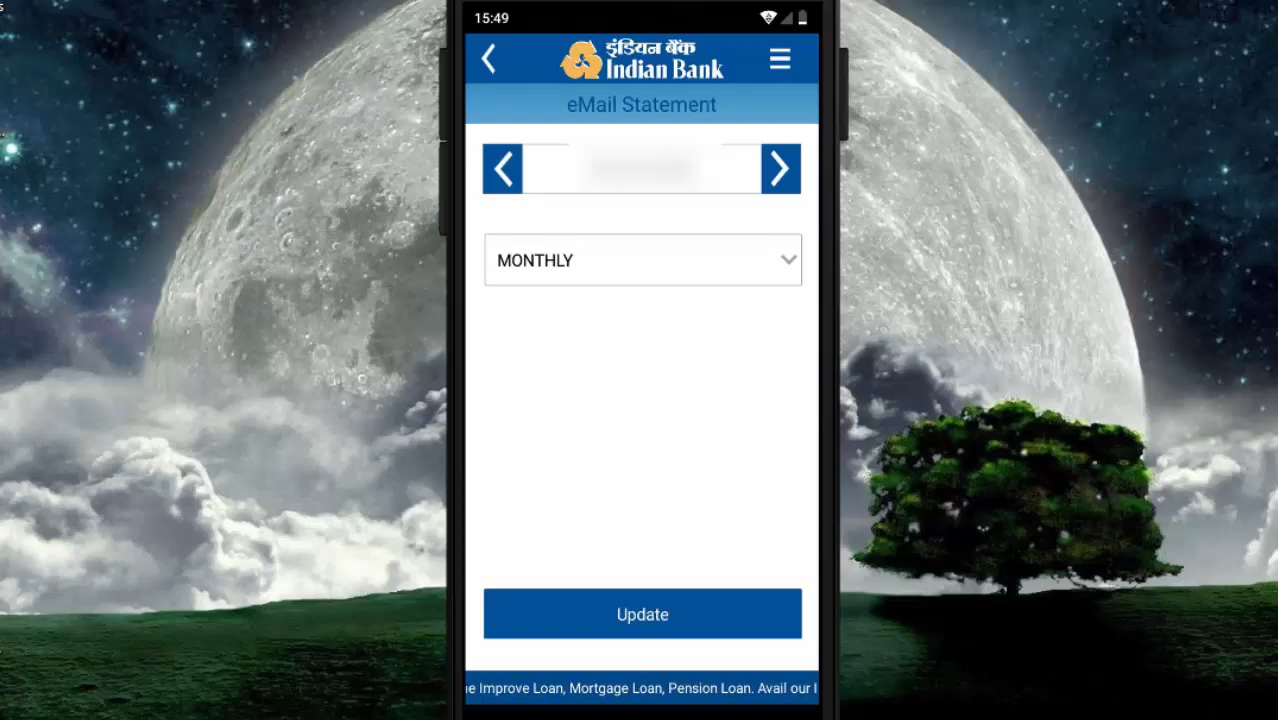 15:49
इंडियन बैंक
Indian Bank
eMail Statement
MONTHLY
Update
Improve Loan, Mortgage Loan, Pension Loan. Avail our